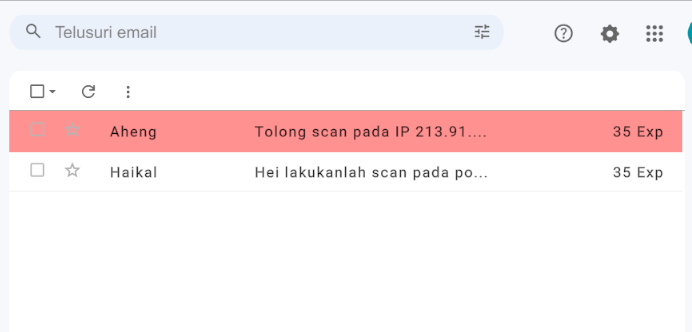 Telusuri email
Aheng Tolong scan pada IP 213.91.... 35 Exp
Haikal Hei lakukanlah scan pada po... 35 Exp